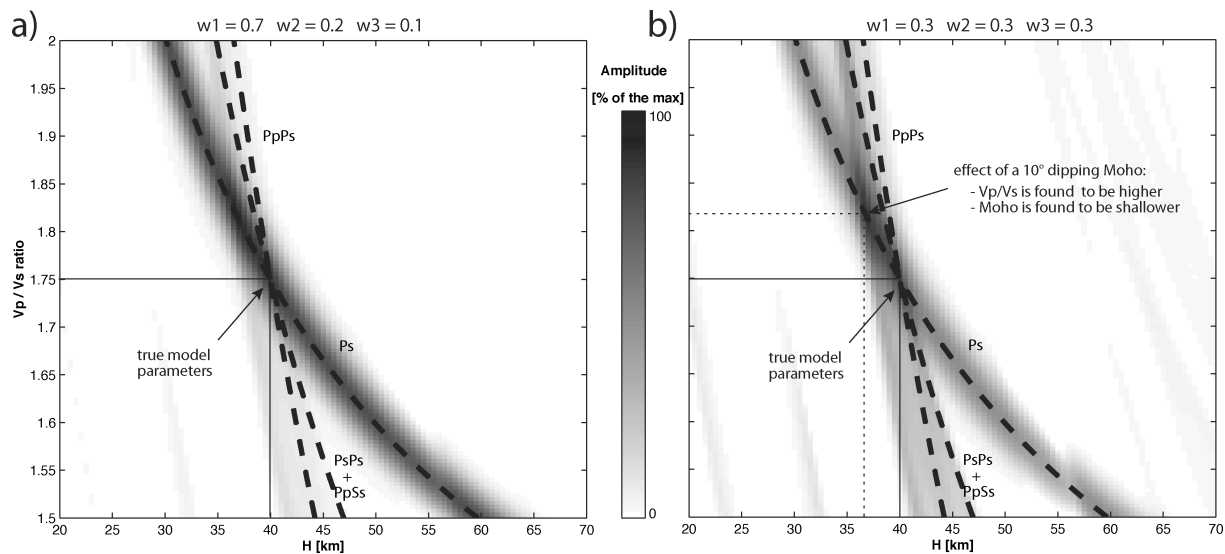 a)
w1 = 0.7 w2 = 0.2 w3 = 0.1
2
1.95
1.9
1.85
1.8
1.75
1.7
1.65
1.6
1.55
1.5
Vp / Vs ratio
PpPs
Ps
true model
parameters
PsPs
+
PpSs
20 25 30 35 40 45 50 55 60 65 70
H [km]
Amplitude
[% of the max]
100
0
b)
w1 = 0.3 w2 = 0.3 w3 = 0.3
PpPs
effect of a 10° dipping Moho:
- Vp/Vs is found to be higher
- Moho is found to be shallower
Ps
true model
parameters
PsPs
+
PpSs
20 25 30 35 40 45 50 55 60 65 70
H [km]